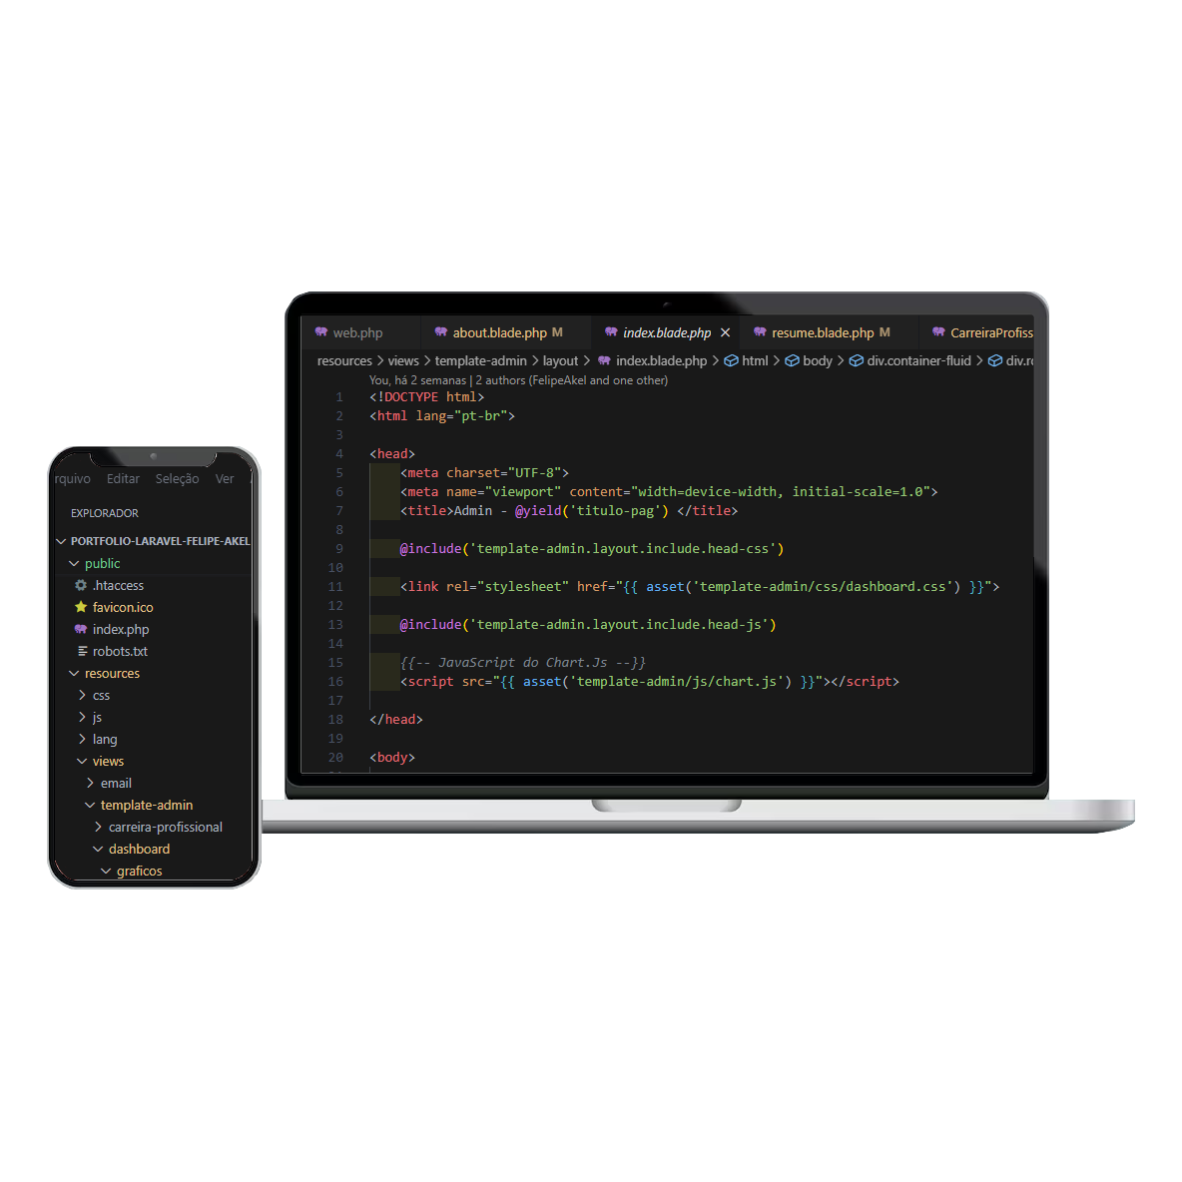 rquivo Editar Seleção Ver
EXPLORADOR
PORTFOLIO-LARAVEL-FELIPE-AKEL
public
.htaccess
favicon.ico
index.php
robots.txt
resources
css
js
lang
views
email
template-admin
carreira-profissional
dashboard
graficos
web.php about.blade.php M index.blade.php resume.blade.php M CarreiraProfiss
resources > views > template-admin > layout > index.blade.php > html > body > div.container-fluid > div.ro
You, há 2 semanas | 2 authors (FelipeAkel and one other)
1 <!DOCTYPE html>
2 <html lang="pt-br">
3
4 <head>
5 <meta charset="UTF-8">
6 <meta name="viewport" content="width=device-width, initial-scale=1.0">
7 <title>Admin - @yield('titulo-pag') </title>
8
9 @include('template-admin.layout.include.head-css')
10
11 <link rel="stylesheet" href="{{ asset('template-admin/css/dashboard.css') }}">
12
13 @include('template-admin.layout.include.head-js')
14
15 {{-- JavaScript do Chart.Js --}}
16 <script src="{{ asset('template-admin/js/chart.js') }}"></script>
17
18 </head>
19
20 <body>